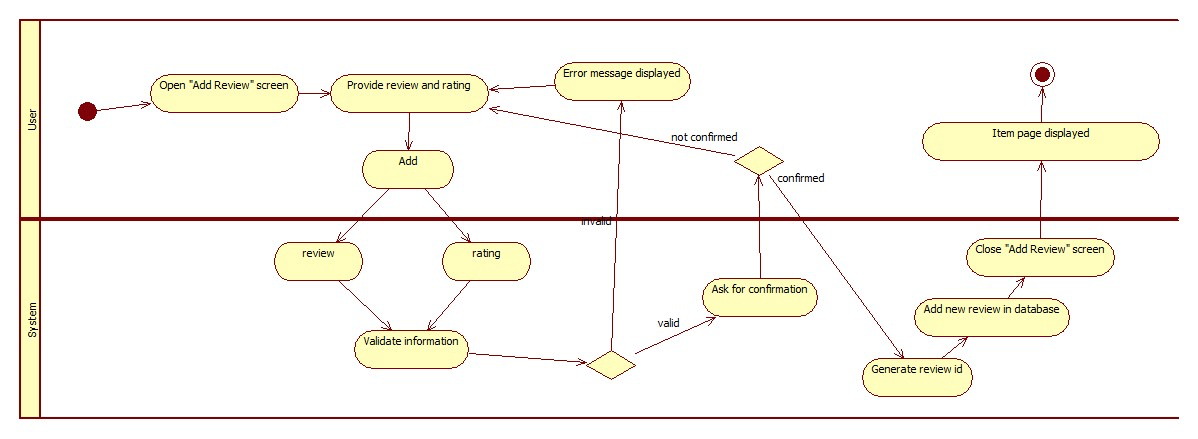 User
Open "Add Review" screen
Provide review and rating
Error message displayed
not confirmed
Item page displayed
Add
confirmed
invalid
System
review
rating
Close "Add Review" screen
Ask for confirmation
Add new review in database
valid
Validate information
Generate review id